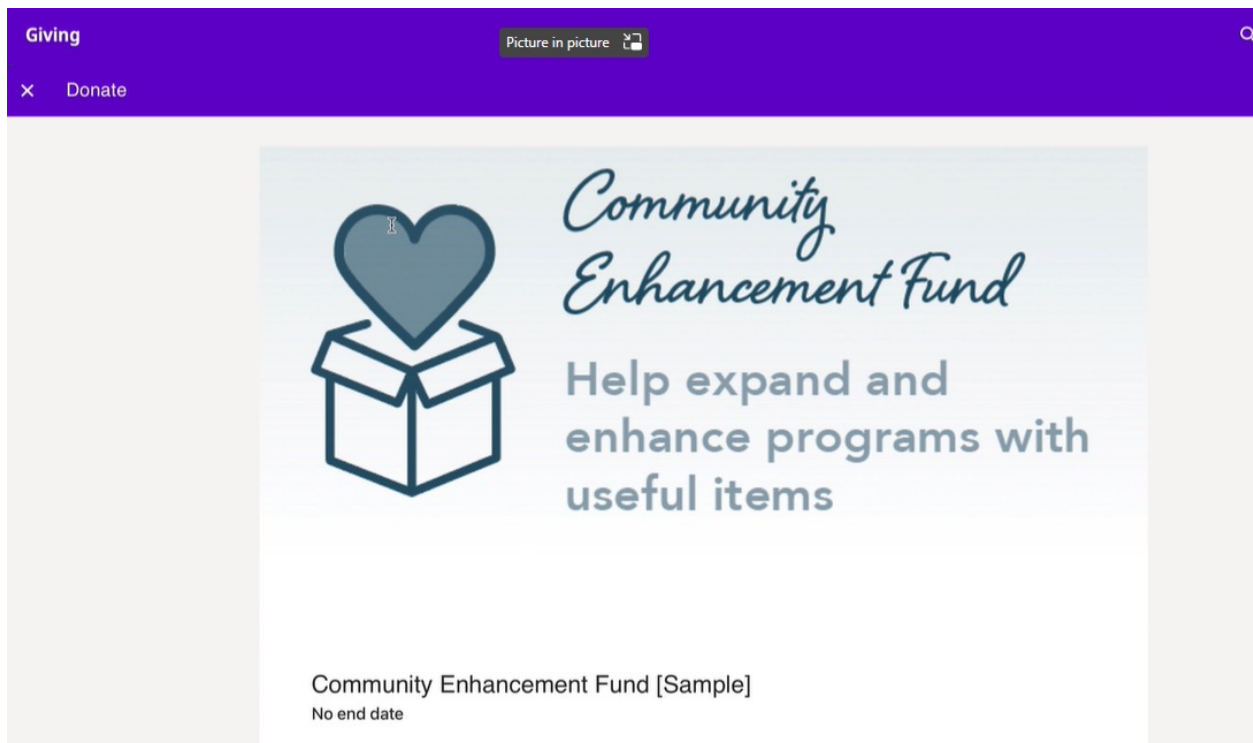 Giving
Picture in picture
Donate
Community
Enhancement Fund
Help expand and
enhance programs with
useful items
Community Enhancement Fund [Sample]
No end date